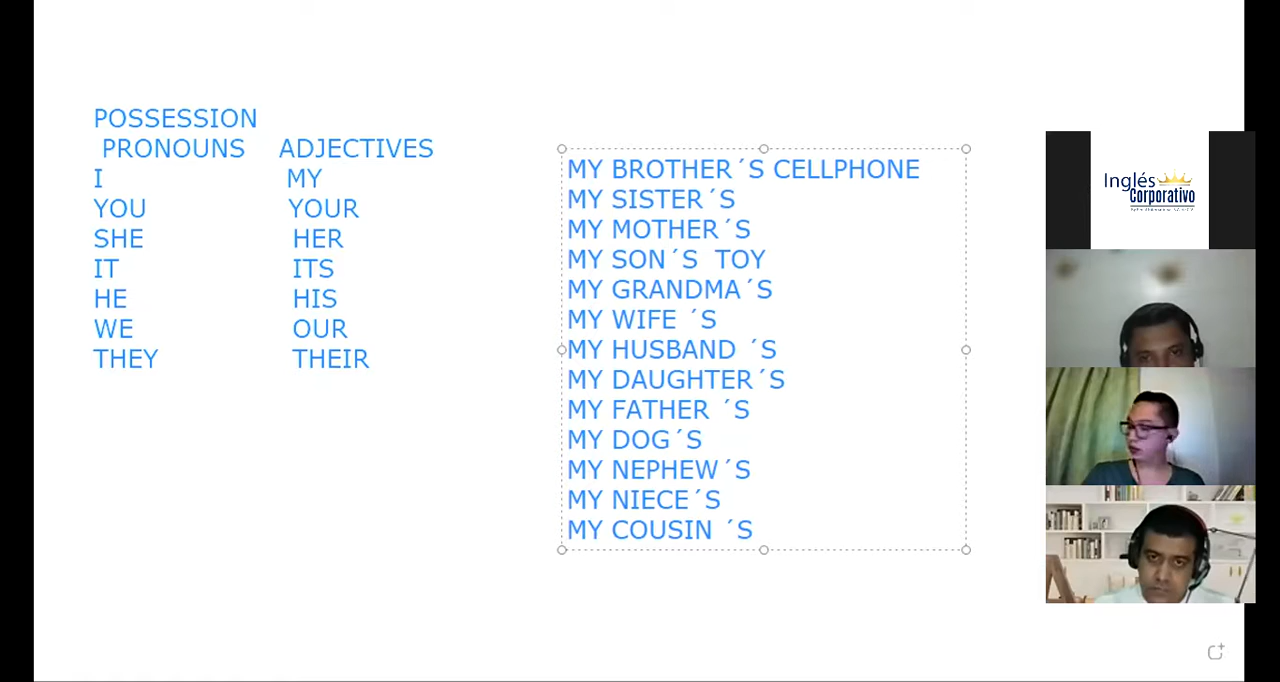 POSSESSION
PRONOUNS ADJECTIVES
I MY
YOU YOUR
SHE HER
IT ITS
HE HIS
WE OUR
THEY THEIR
MY BROTHER´S CELLPHONE
MY SISTER´S
MY MOTHER´S
MY SON´S TOY
MY GRANDMA´S
MY WIFE ´S
MY HUSBAND ´S
MY DAUGHTER´S
MY FATHER ´S
MY DOG´S
MY NEPHEW´S
MY NIECE´S
MY COUSIN ´S
Inglés
Corporativo